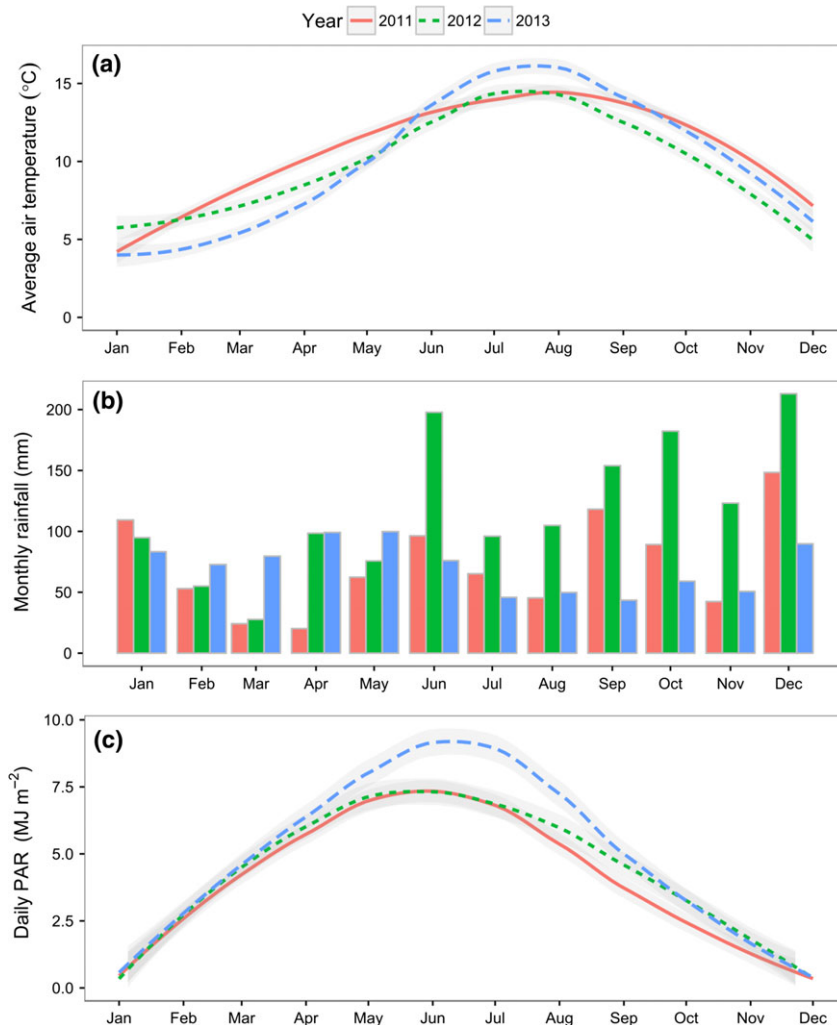 Year 2011 2012 2013
(a)
Average air temperature (°C)
15
10
5
0
Jan Feb Mar Apr May Jun Jul Aug Sep Oct Nov Dec
(b)
Monthly rainfall (mm)
200
150
100
50
0
Jan Feb Mar Apr May Jun Jul Aug Sep Oct Nov Dec
(c)
Daily PAR (MJ m⁻²)
10.0
7.5
5.0
2.5
0.0
Jan Feb Mar Apr May Jun Jul Aug Sep Oct Nov Dec